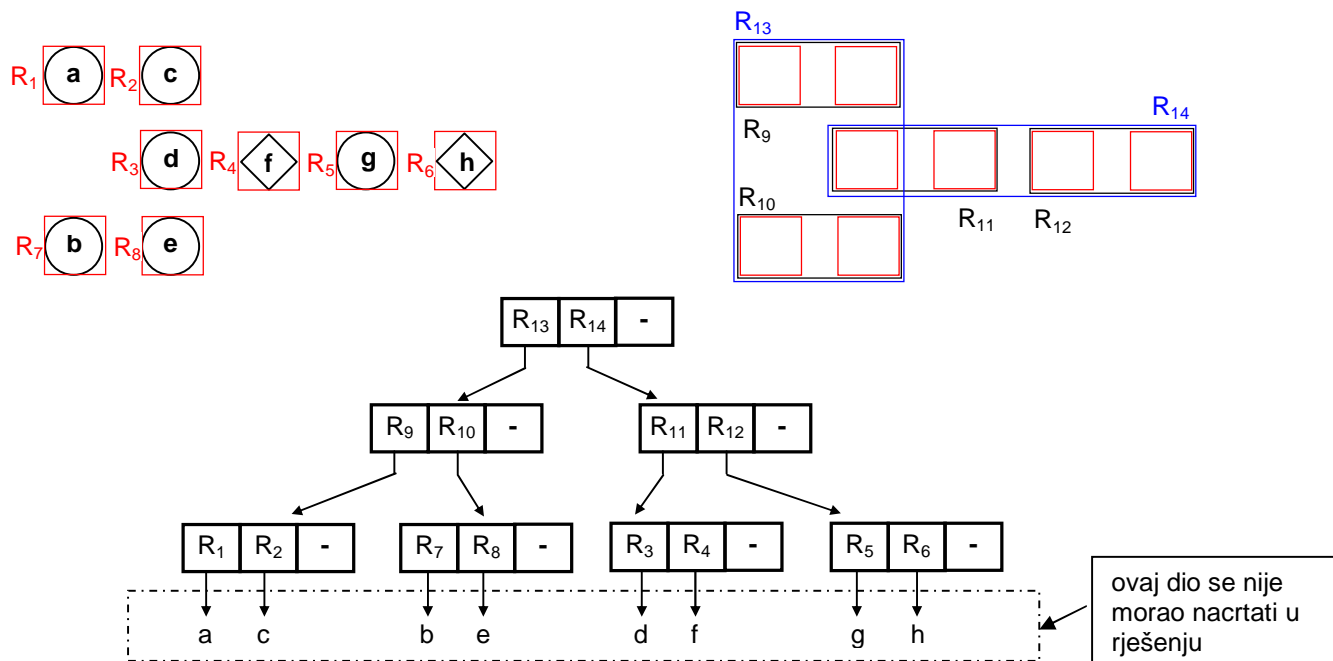 R13
R1 a R2 c
R9
R14
R3 d R4 f R5 g R6 h
R10
R11 R12
R7 b R8 e
R13 R14 -
R9 R10 -
R11 R12 -
R1 R2 -
R7 R8 -
R3 R4 -
R5 R6 -
a c b e d f g h
ovaj dio se nije
morao nacrtati u
rješenju